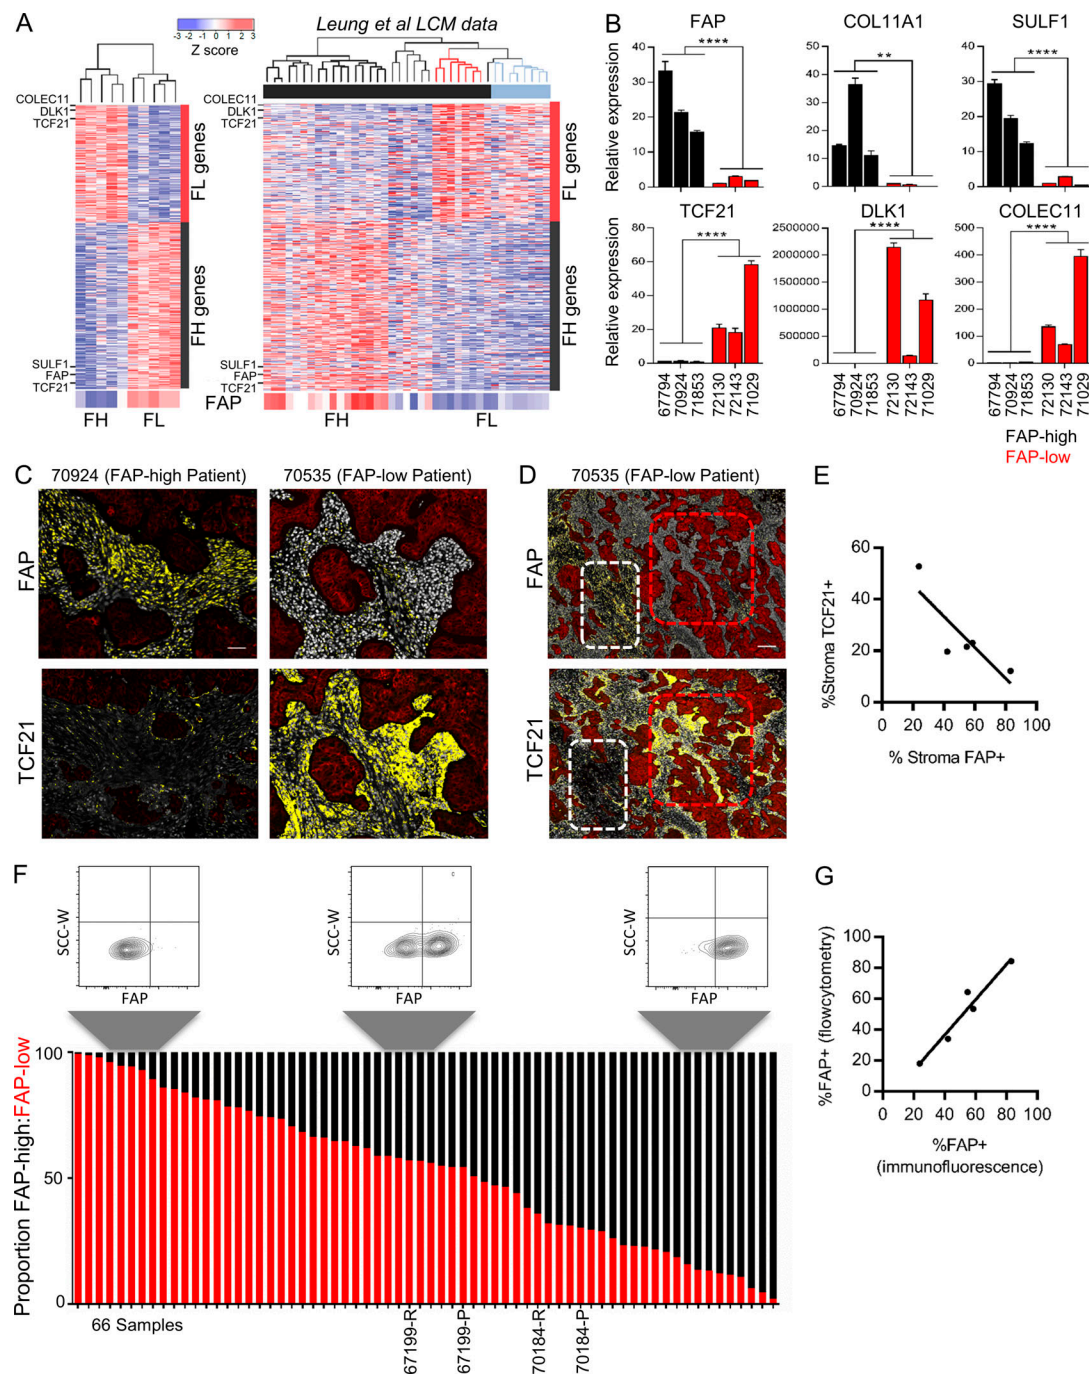 A
-3 -2 -1 0 1 2 3
Z score
Leung et al LCM data
COLEC11
DLK1
TCF21
SULF1
FAP
TCF21
FL genes
FH genes
FH
FL
COLEC11
DLK1
TCF21
SULF1
FAP
TCF21
FL genes
FH genes
FAP
FH
FL
B
FAP
COL11A1
SULF1
Relative expression
40
30
20
10
0
****
50
40
30
20
10
0
**
40
30
20
10
0
****
TCF21
DLK1
COLEC11
Relative expression
80
60
40
20
0
****
2500000
2000000
1500000
1000000
500000
0
****
500
400
300
200
100
0
****
67794
70924
71853
72130
72143
71029
67794
70924
71853
72130
72143
71029
67794
70924
71853
72130
72143
71029
FAP-high
FAP-low
C
70924 (FAP-high Patient)
70535 (FAP-low Patient)
FAP
TCF21
D
70535 (FAP-low Patient)
FAP
TCF21
E
%Stroma TCF21+
60
40
20
0
0 20 40 60 80 100
% Stroma FAP+
F
SCC-W
FAP
SCC-W
FAP
SCC-W
FAP
Proportion FAP-high:FAP-low
100
50
0
66 Samples
67199-R
67199-P
70184-R
70184-P
G
%FAP+ (flowcytometry)
100
80
60
40
20
0
0 20 40 60 80 100
%FAP+
(immunofluorescence)